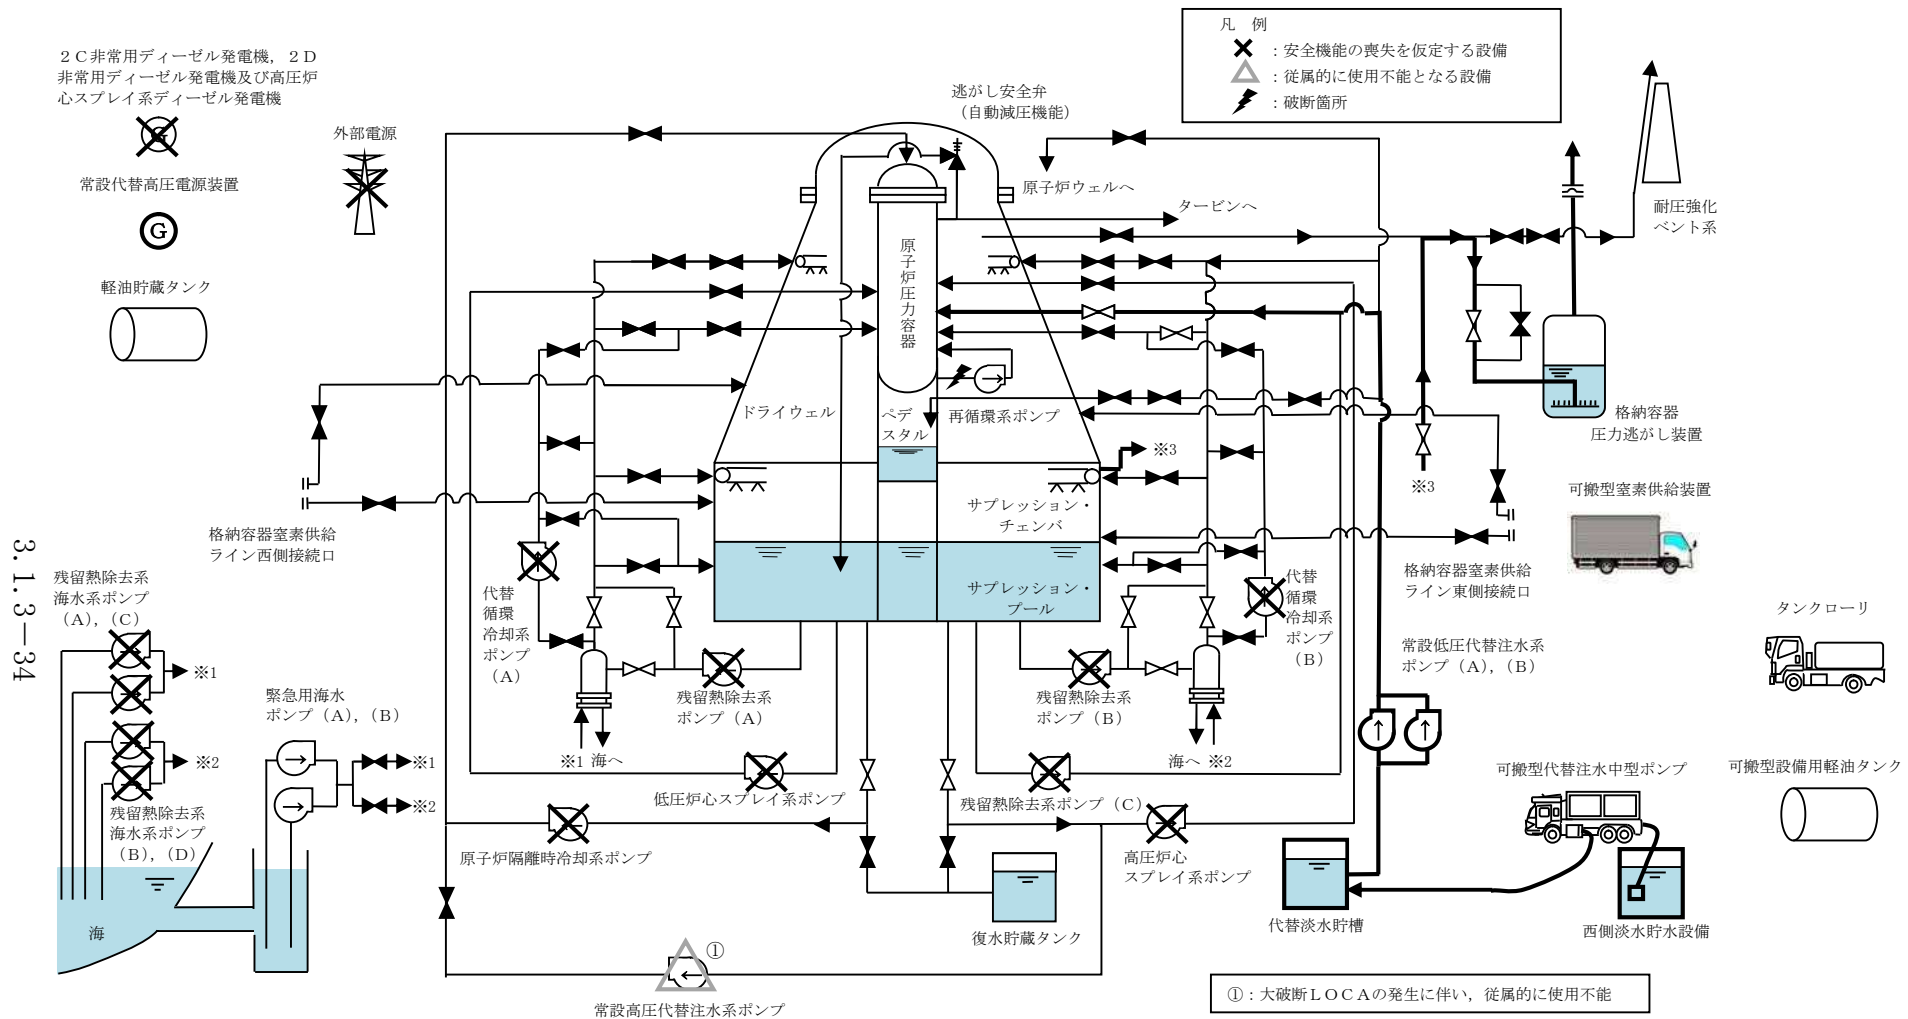 凡　例
：安全機能の喪失を仮定する設備
：従属的に使用不能となる設備
：破断箇所
２Ｃ非常用ディーゼル発電機，２Ｄ
非常用ディーゼル発電機及び高圧炉
心スプレイ系ディーゼル発電機
G
外部電源
常設代替高圧電源装置
G
軽油貯蔵タンク
逃がし安全弁
（自動減圧機能）
原子炉ウェルへ
タービンへ
耐圧強化
ベント系
原子炉圧力容器
ドライウェル
ペデ
スタル
再循環系ポンプ
格納容器
圧力逃がし装置
※3
※3
可搬型窒素供給装置
サプレッション・
チェンバ
サプレッション・
プール
格納容器窒素供給
ライン西側接続口
格納容器窒素供給
ライン東側接続口
3.1.3－34
残留熱除去系
海水系ポンプ
（A），（C）
※1
※2
残留熱除去系
海水系ポンプ
（B），（D）
緊急用海水
ポンプ（A），（B）
※1
※2
海
代替
循環
冷却系
ポンプ
（A）
代替
循環
冷却系
ポンプ
（B）
残留熱除去系
ポンプ（A）
残留熱除去系
ポンプ（B）
※1 海へ
海へ ※2
低圧炉心スプレイ系ポンプ
残留熱除去系ポンプ（C）
原子炉隔離時冷却系ポンプ
高圧炉心
スプレイ系ポンプ
復水貯蔵タンク
①
常設高圧代替注水系ポンプ
タンクローリ
常設低圧代替注水系
ポンプ（A），（B）
可搬型代替注水中型ポンプ
可搬型設備用軽油タンク
代替淡水貯槽
西側淡水貯水設備
①：大破断ＬＯＣＡの発生に伴い，従属的に使用不能